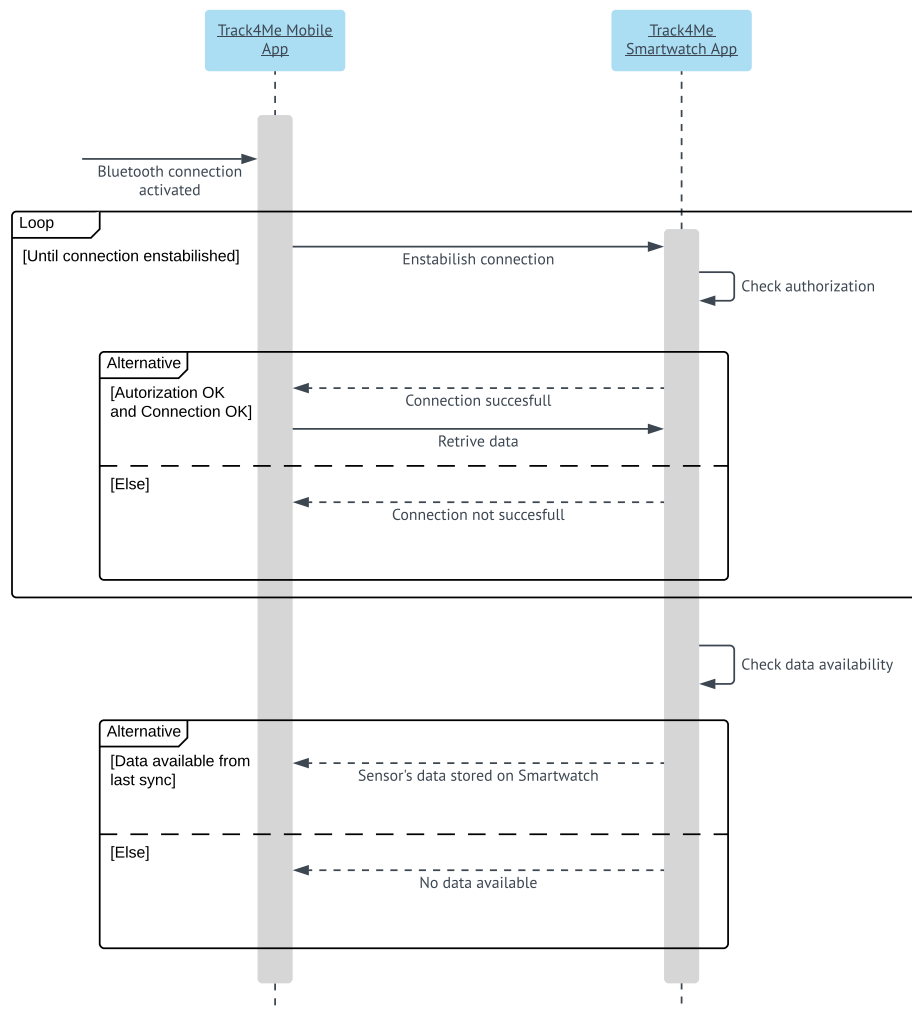 Track4Me Mobile
App
Track4Me
Smartwatch App
Bluetooth connection
activated
Loop
[Until connection enstabilished]
Enstabilish connection
Check authorization
Alternative
[Autorization OK
and Connection OK]
Connection succesfull
Retrive data
[Else]
Connection not succesfull
Check data availability
Alternative
[Data available from
last sync]
Sensor's data stored on Smartwatch
[Else]
No data available